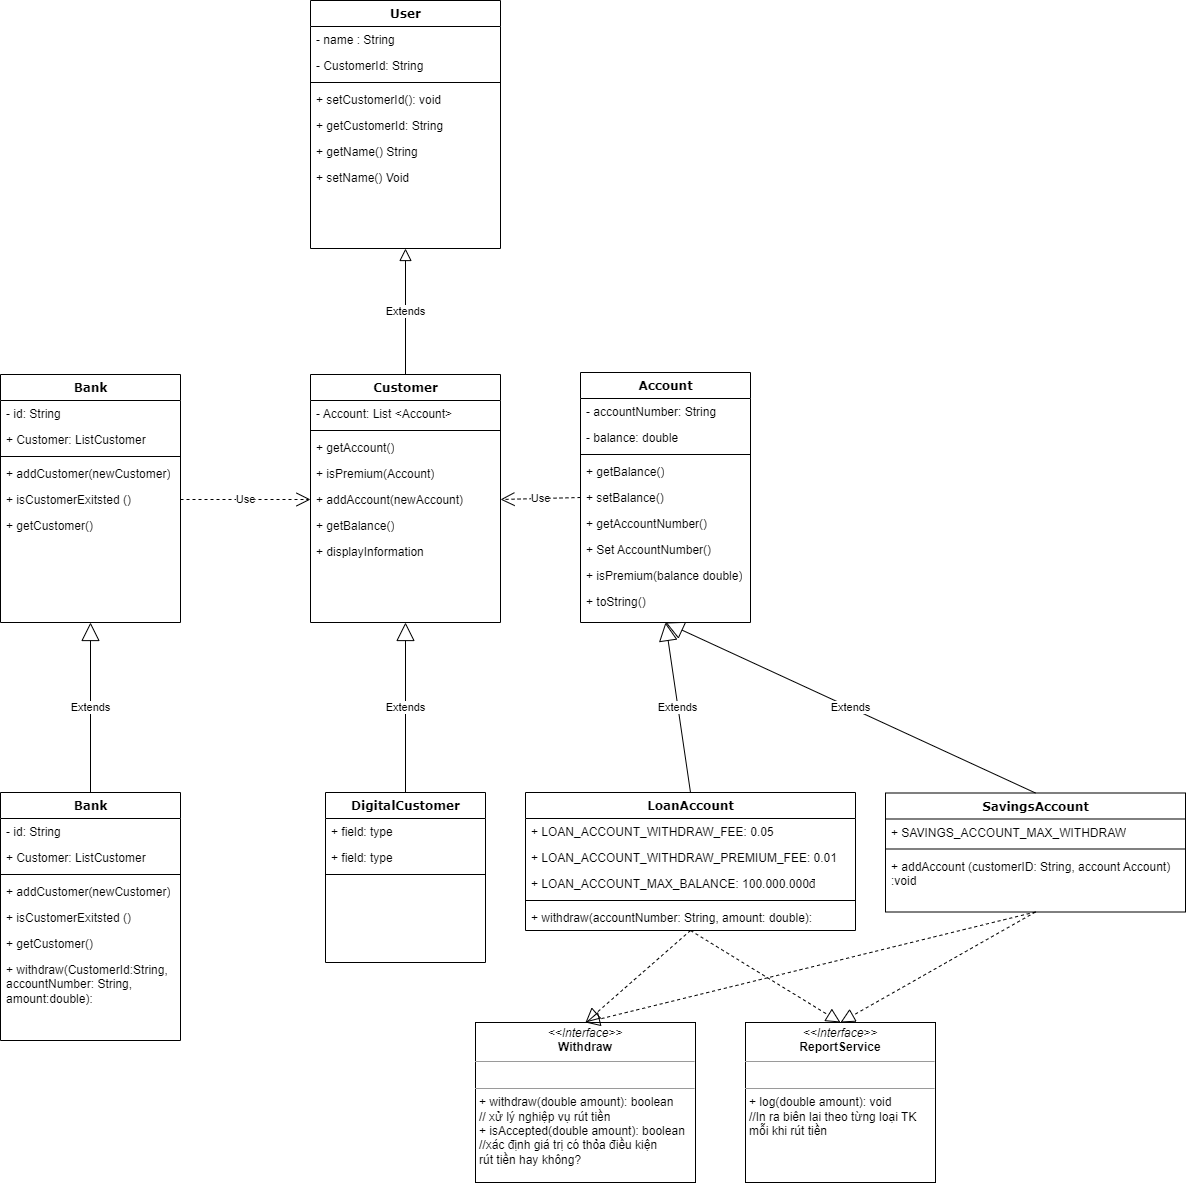 User
- name : String
- CustomerId: String
+ setCustomerId(): void
+ getCustomerId: String
+ getName() String
+ setName() Void
Extends
Bank
- id: String
+ Customer: ListCustomer
+ addCustomer(newCustomer)
+ isCustomerExitsted ()
+ getCustomer()
Use
Customer
- Account: List <Account>
+ getAccount()
+ isPremium(Account)
+ addAccount(newAccount)
+ getBalance()
+ displayInformation
Use
Account
- accountNumber: String
- balance: double
+ getBalance()
+ setBalance()
+ getAccountNumber()
+ Set AccountNumber()
+ isPremium(balance double)
+ toString()
Extends
Extends
Extends
Extends
Bank
- id: String
+ Customer: ListCustomer
+ addCustomer(newCustomer)
+ isCustomerExitsted ()
+ getCustomer()
+ withdraw(CustomerId:String,
accountNumber: String,
amount:double):
DigitalCustomer
+ field: type
+ field: type
LoanAccount
+ LOAN_ACCOUNT_WITHDRAW_FEE: 0.05
+ LOAN_ACCOUNT_WITHDRAW_PREMIUM_FEE: 0.01
+ LOAN_ACCOUNT_MAX_BALANCE: 100.000.000đ
+ withdraw(accountNumber: String, amount: double):
SavingsAccount
+ SAVINGS_ACCOUNT_MAX_WITHDRAW
+ addAccount (customerID: String, account Account)
:void
<<Interface>>
Withdraw
+ withdraw(double amount): boolean
// xử lý nghiệp vụ rút tiền
+ isAccepted(double amount): boolean
//xác định giá trị có thỏa điều kiện
rút tiền hay không?
<<Interface>>
ReportService
+ log(double amount): void
//In ra biên lai theo từng loại TK
mỗi khi rút tiền